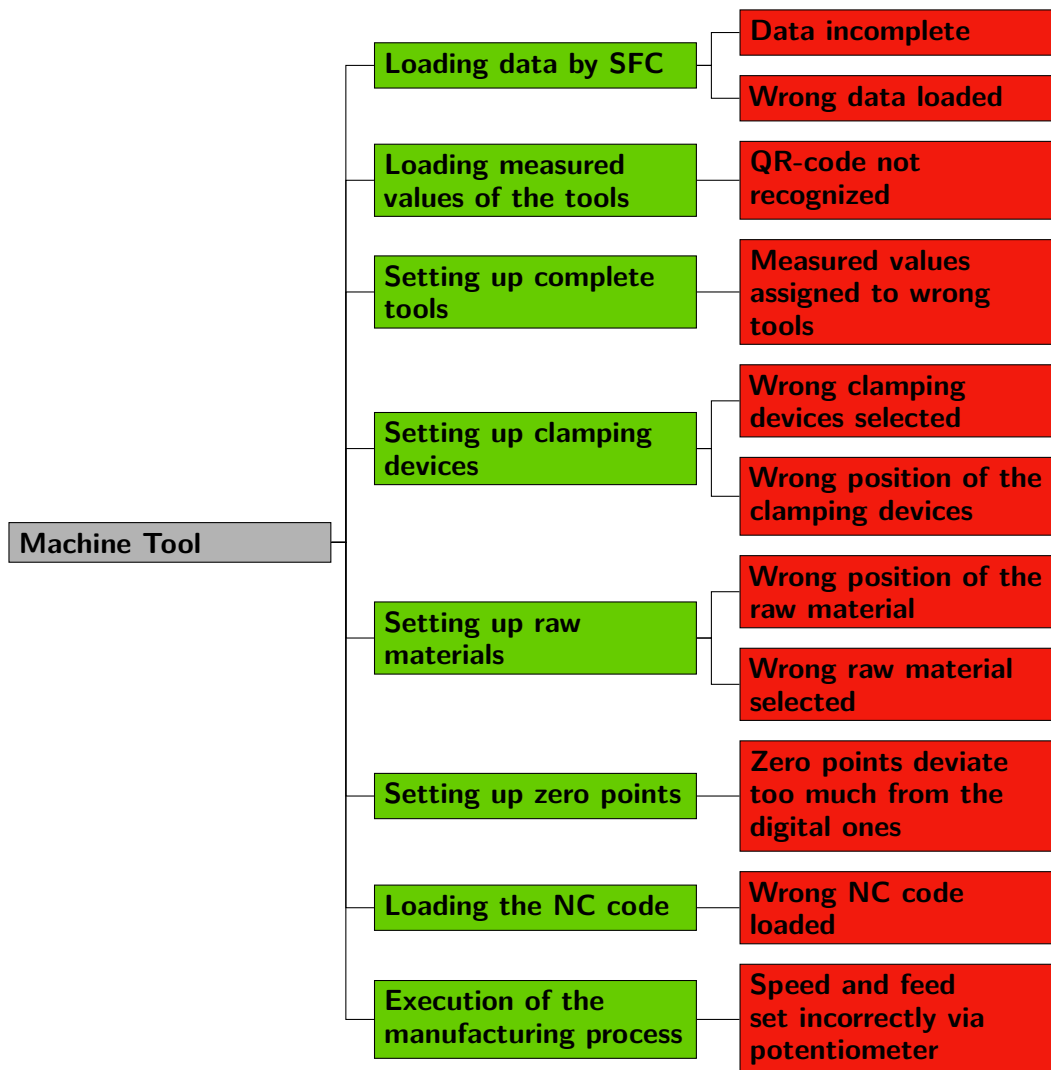 Machine Tool
Loading data by SFC
Data incomplete
Wrong data loaded
Loading measured
values of the tools
QR-code not
recognized
Setting up complete
tools
Measured values
assigned to wrong
tools
Setting up clamping
devices
Wrong clamping
devices selected
Wrong position of the
clamping devices
Setting up raw
materials
Wrong position of the
raw material
Wrong raw material
selected
Setting up zero points
Zero points deviate
too much from the
digital ones
Loading the NC code
Wrong NC code
loaded
Execution of the
manufacturing process
Speed and feed
set incorrectly via
potentiometer